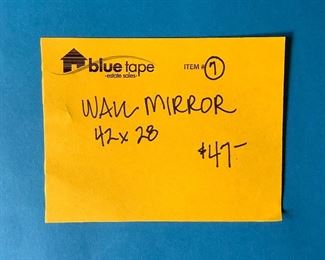 blue tape
-estate sales-
ITEM # 7
WALL MIRROR
42 x 28
$47-